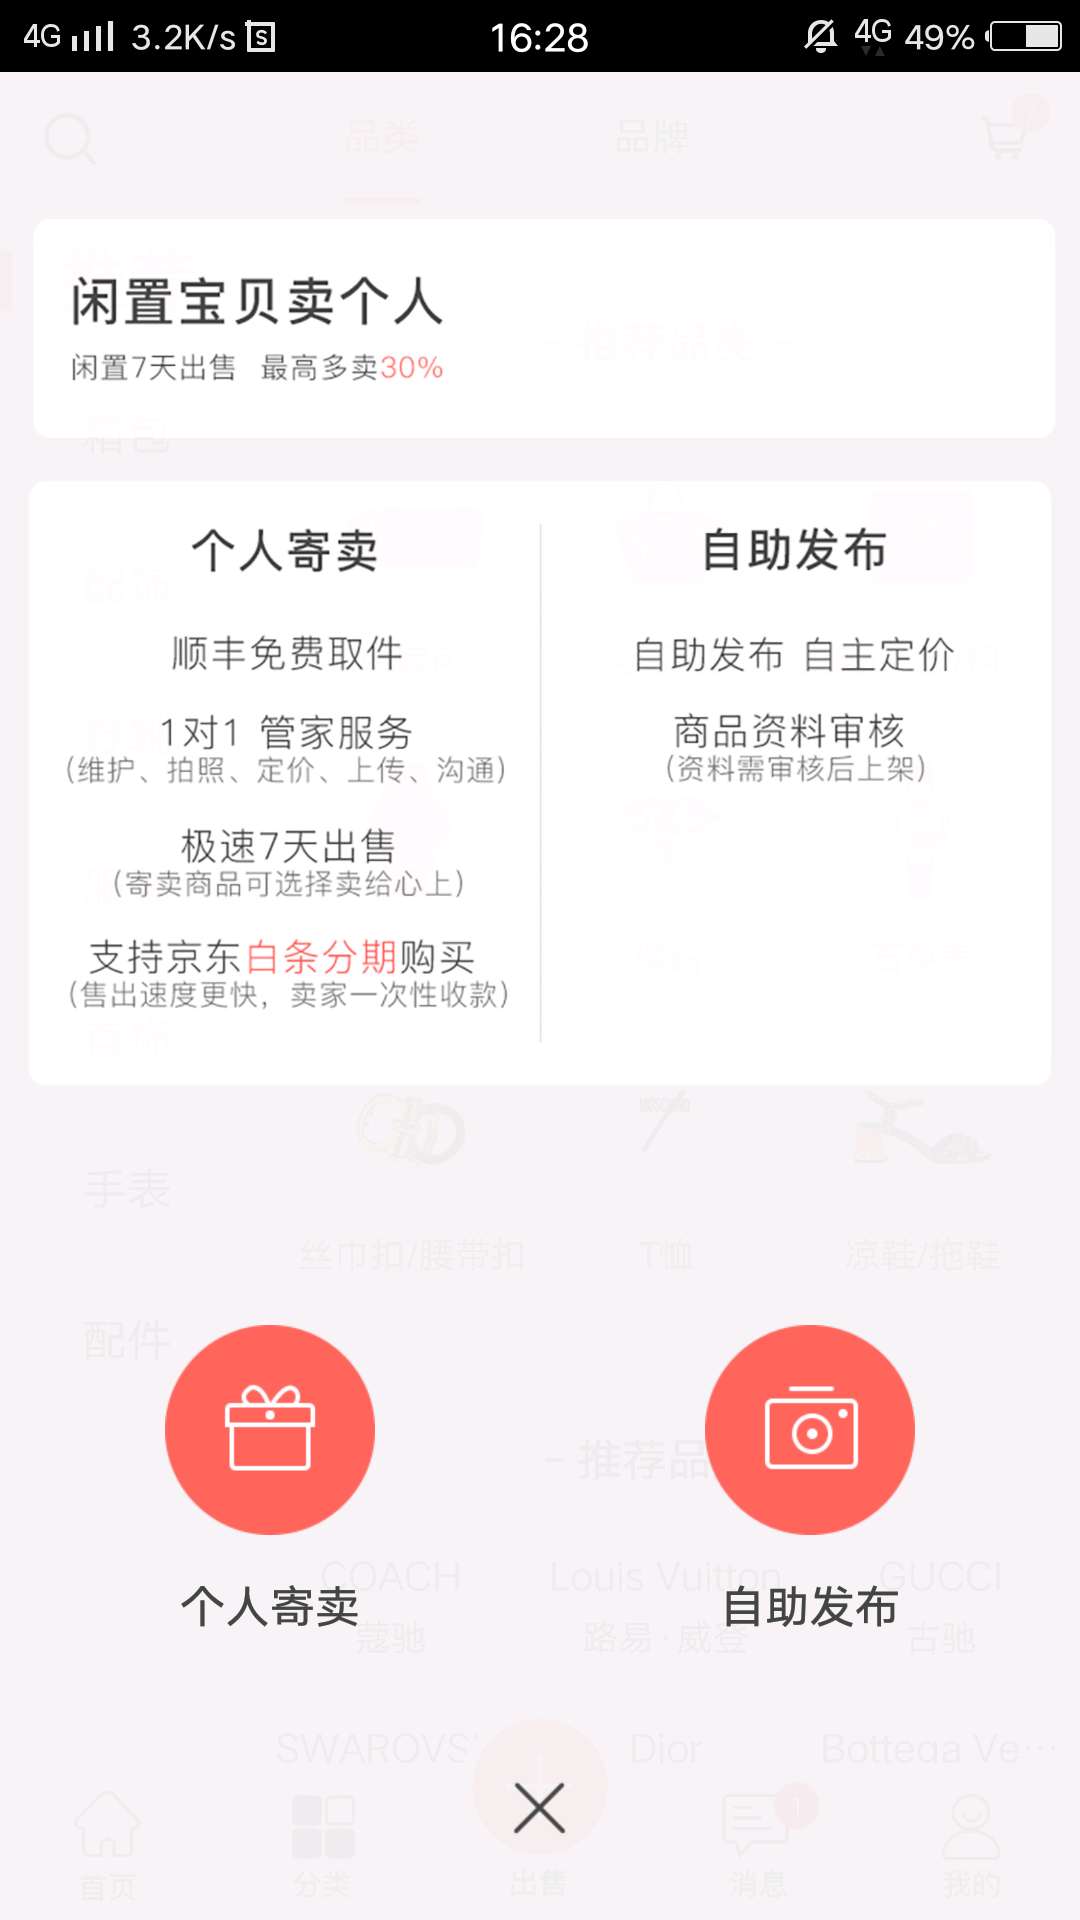 4G 3.2K/s 16:28 4G 49%
品类 品牌
闲置宝贝卖个人
闲置7天出售 最高多卖30%
箱包
个人寄卖
顺丰免费取件
1对1 管家服务
(维护、拍照、定价、上传、沟通)
极速7天出售
(寄卖商品可选择卖给心上)
支持京东白条分期购买
(售出速度更快，卖家一次性收款)
自助发布
自助发布 自主定价
商品资料审核
(资料需审核后上架)
手表
丝巾扣/腰带扣 T恤 凉鞋/拖鞋
配件
- 推荐品
COACH Louis Vuitton GUCCI
个人寄卖 自助发布
蔻驰 路易·威登 古驰
SWAROVS Dior Bottega Ve···
首页 分类 出售 消息 我的